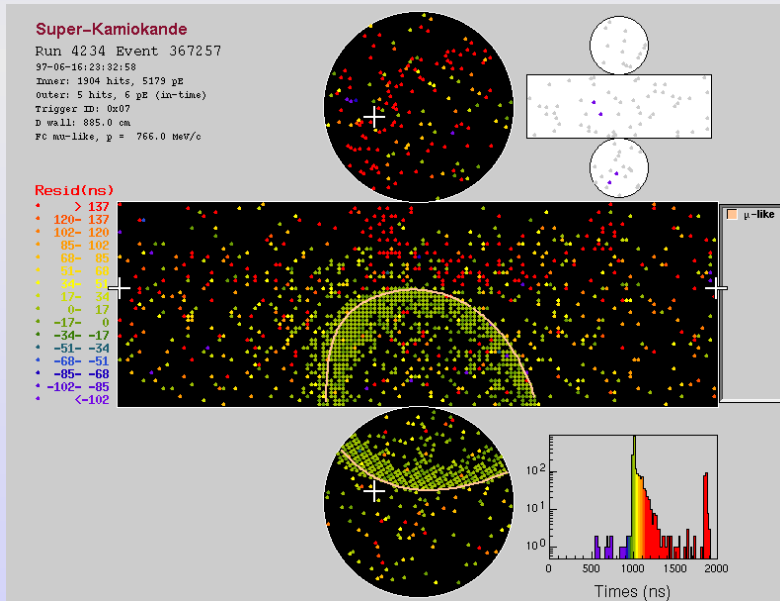 Super-Kamiokande
Run 4234 Event 367257
97-06-16:23:32:58
Inner: 1904 hits, 5179 pE
Outer: 5 hits, 6 pE (in-time)
Trigger ID: 0x07
D wall: 885.0 cm
FC mu-like, p = 766.0 MeV/c
Resid(ns)
> 137
120- 137
102- 120
85- 102
68- 85
51- 68
34- 51
17- 34
0- 17
-17- 0
-34- -17
-51- -34
-68- -51
-85- -68
-102- -85
<-102
μ-like
10²
10¹
10⁰
0 500 1000 1500 2000
Times (ns)